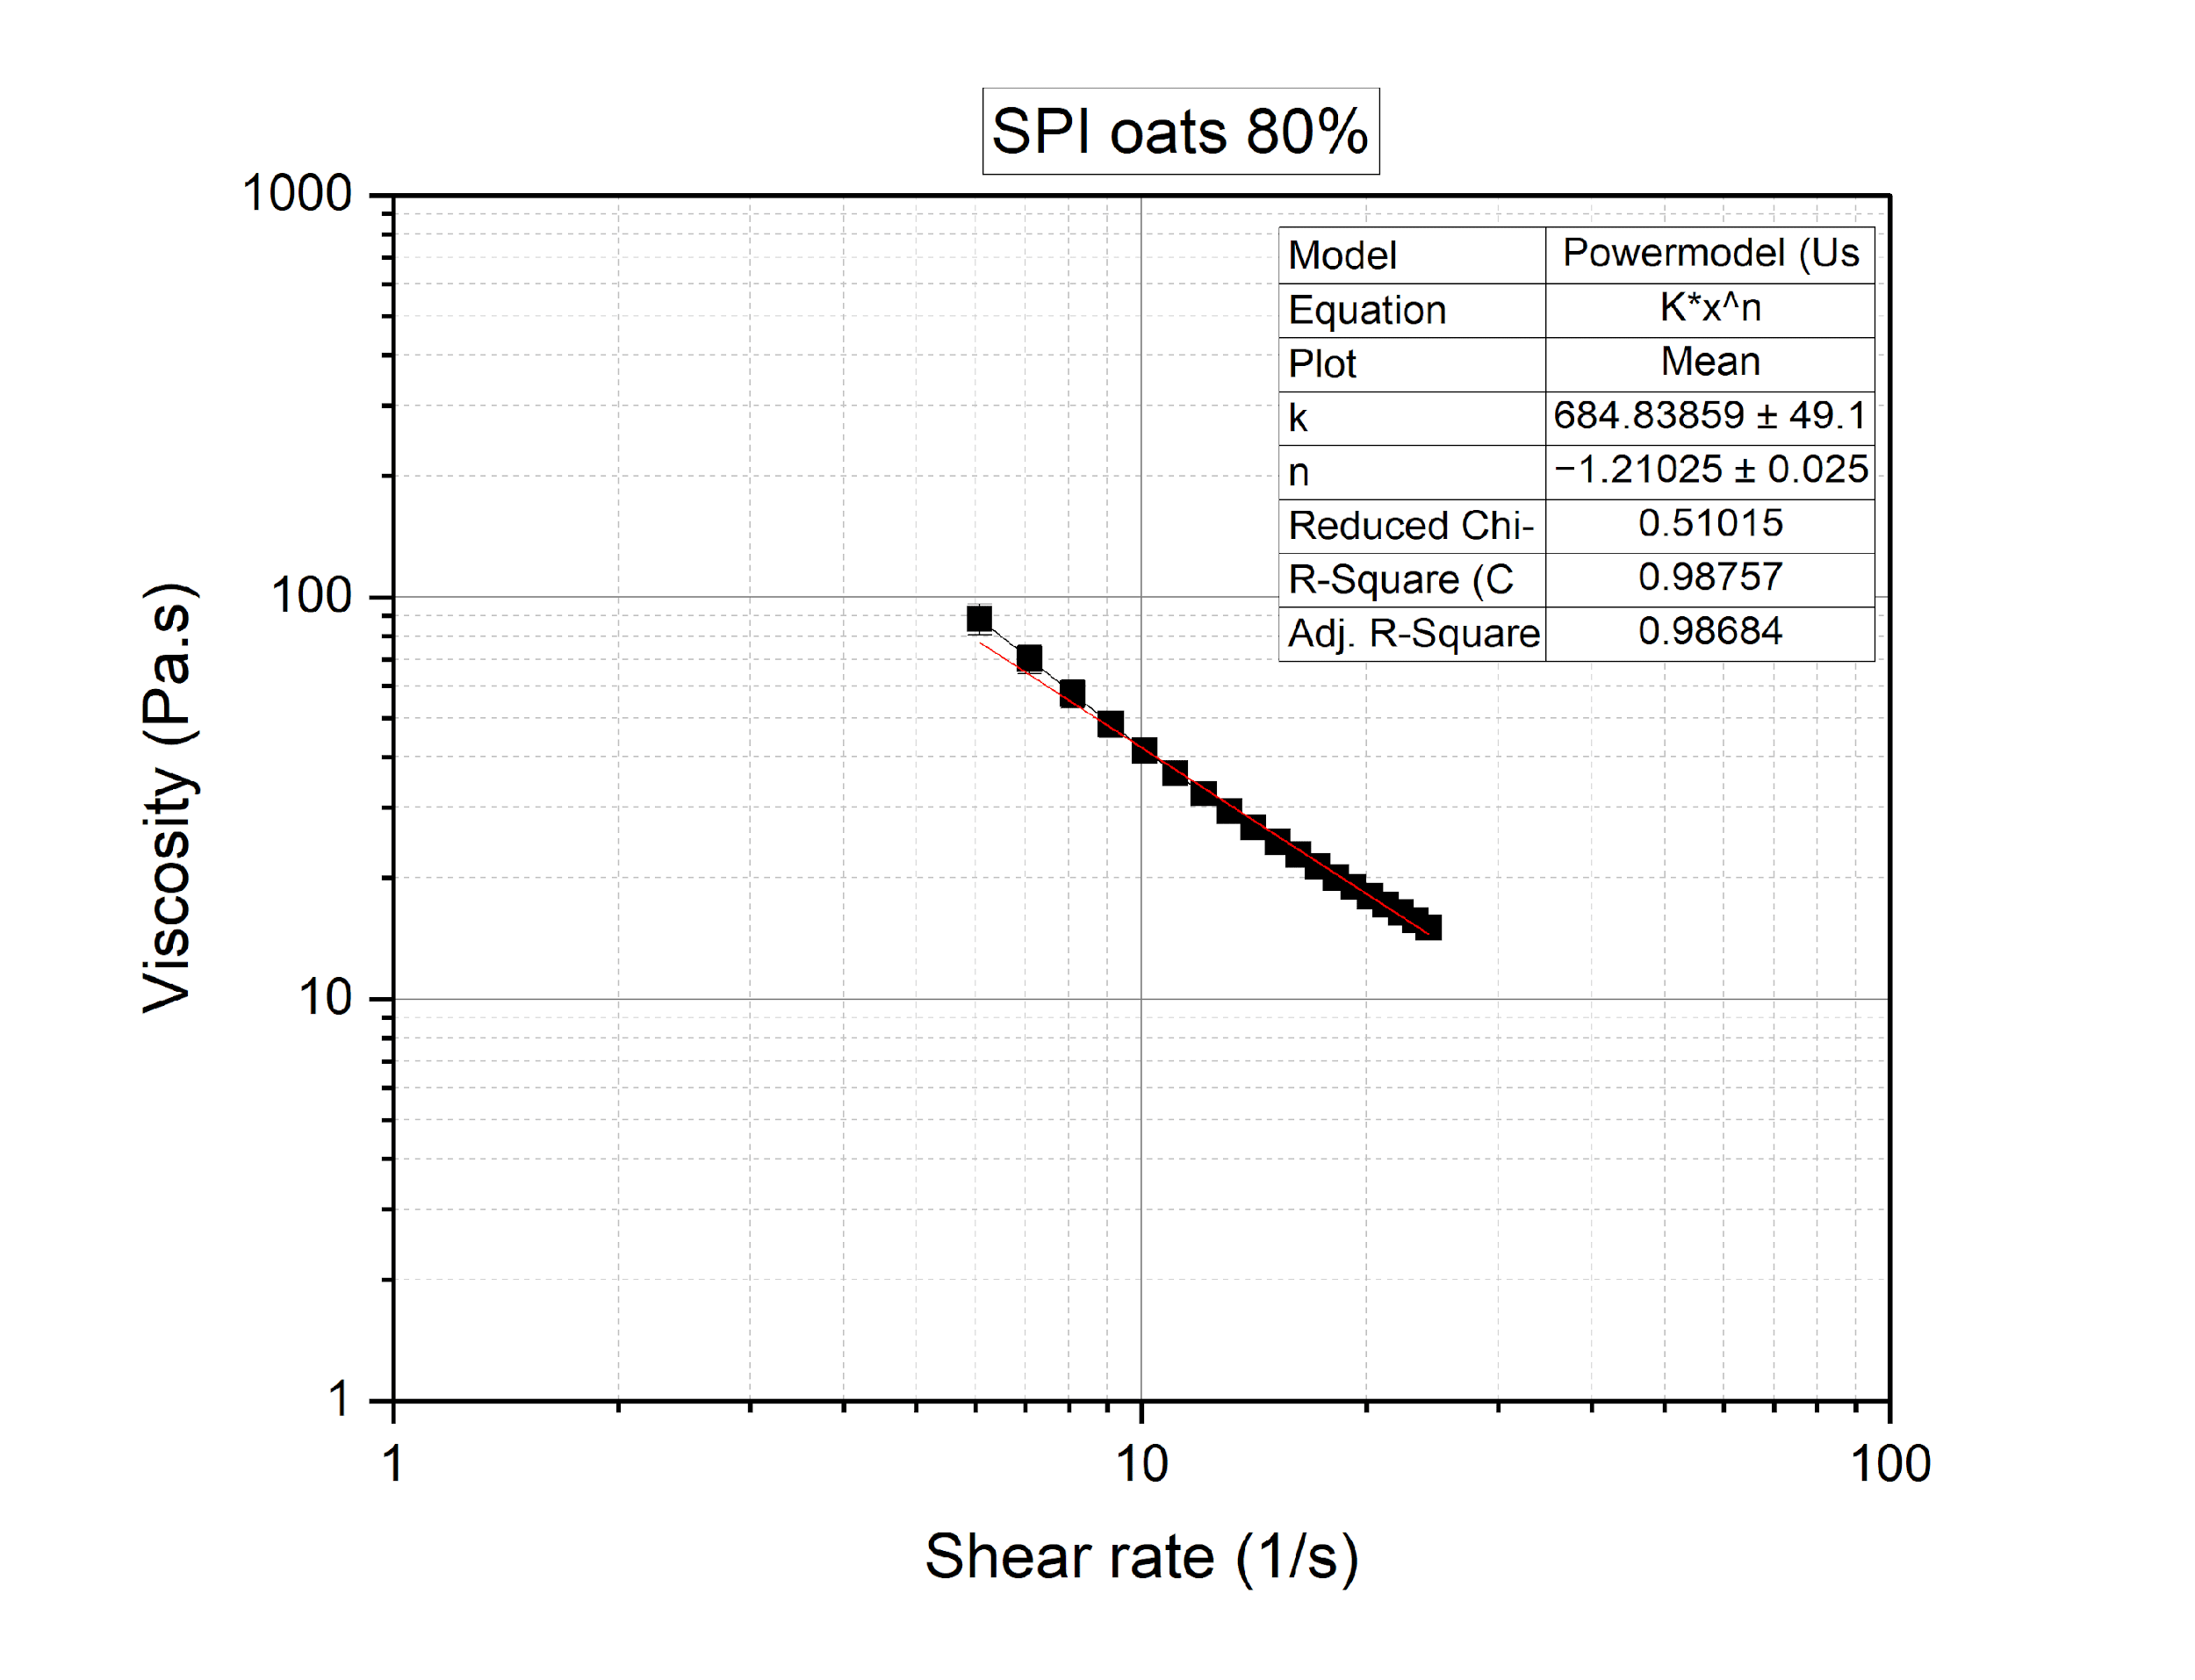 SPI oats 80%
1000
100
10
1
Viscosity (Pa.s)
Model Powermodel (Us
Equation K*x^n
Plot Mean
k 684.83859 ± 49.1
n −1.21025 ± 0.025
Reduced Chi- 0.51015
R-Square (C 0.98757
Adj. R-Square 0.98684
1 10 100
Shear rate (1/s)